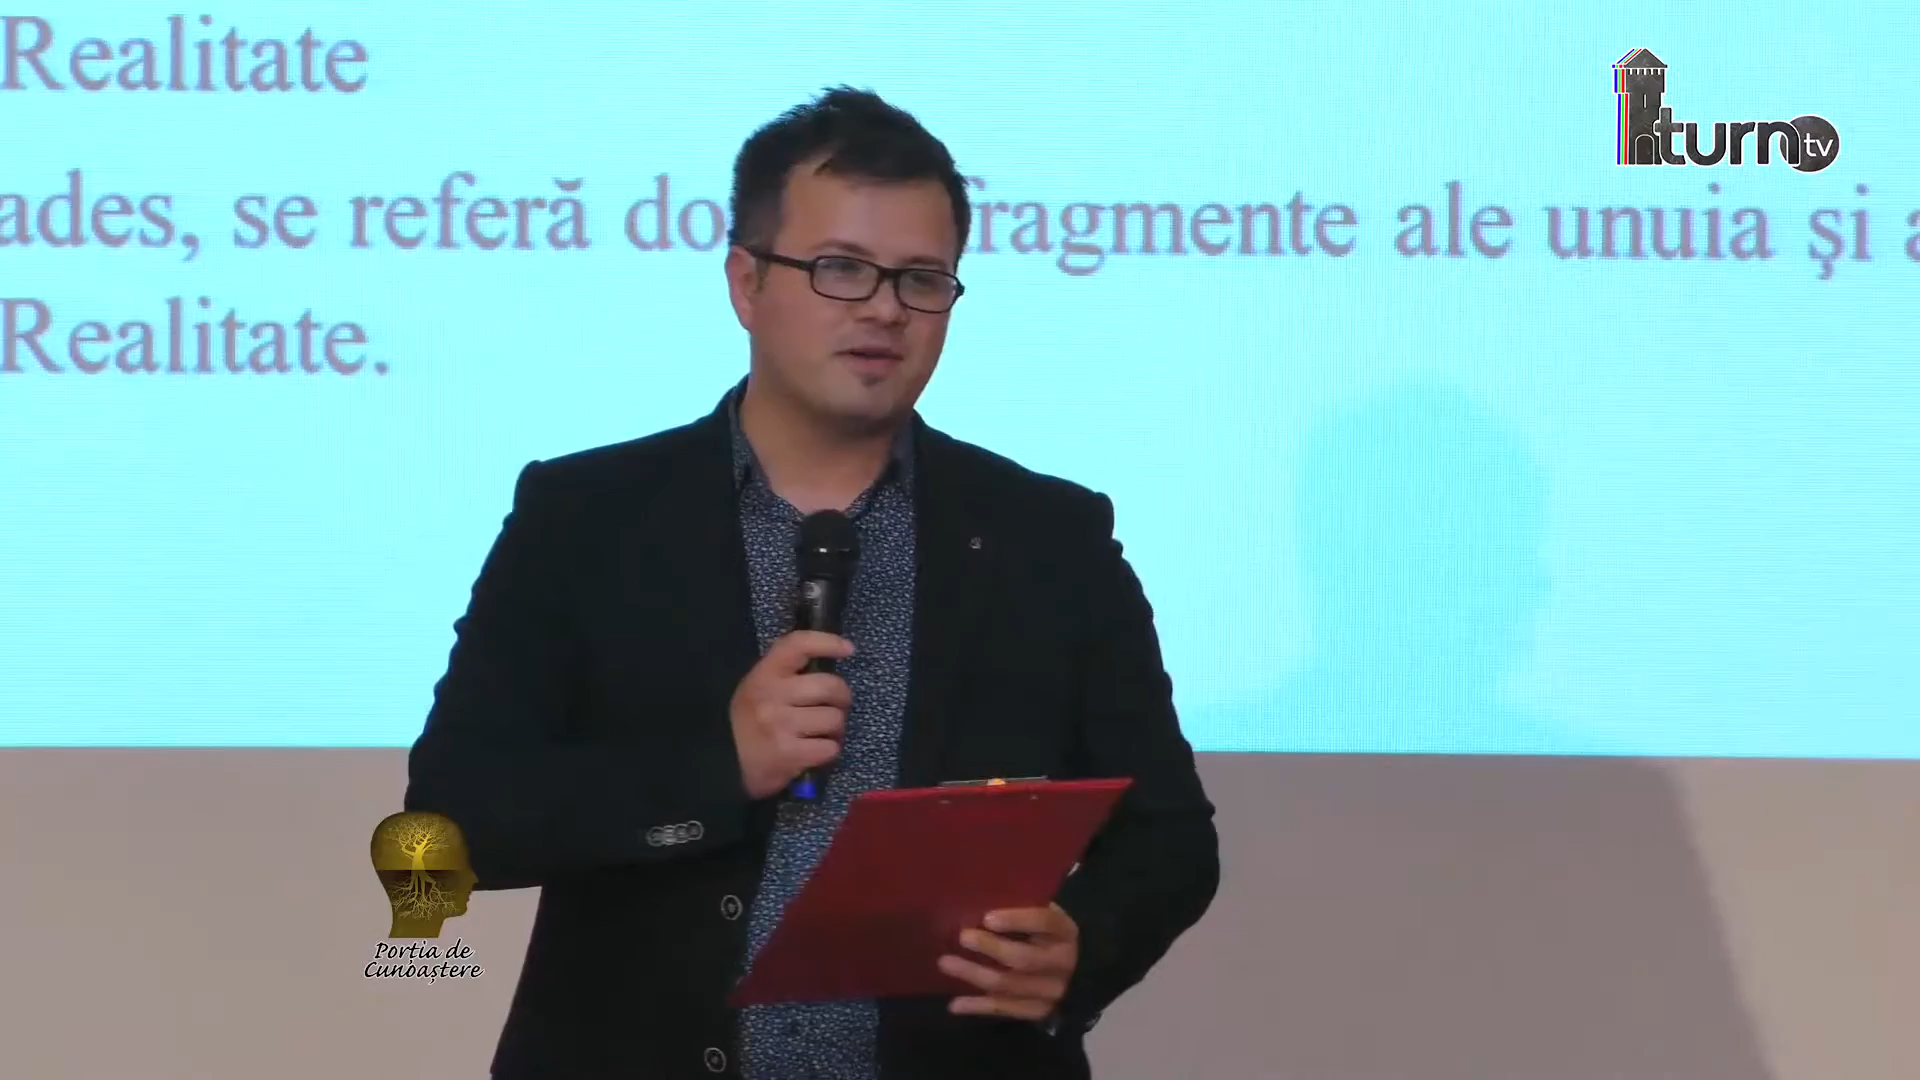 Realitate
turn tv
ades, se referă do fragmente ale unuia şi a
Realitate.
Porția de
Cunoaștere